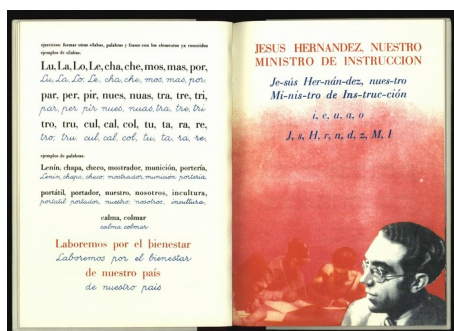 ejercicios: formar otras sílabas, palabras y frases con los elementos ya conocidos
ejemplos de sílabas:
Lu, La, Lo, Le, cha, che, mos, mas, por,
Lu, La, Lo, Le, cha, che, mos, mas, por,
par, per, pir, nues, nuas, tra, tre, tri,
par, per, pir, nues, nuas, tra, tre, tri
tro, tru, cul, cal, col, tu, ta, ra, re,
tro, tru, cul, cal, col, tu, ta, ra, re,
ejemplos de palabras:
Lenín, chapa, checo, mostrador, munición, portería,
Lenín, chapa, checo, mostrador, munición, portería,
portátil, portador, nuestro, nosotros, incultura,
portátil, portador, nuestro, nosotros, incultura,
calma, colmar
calma, colmar
Laboremos por el bienestar
Laboremos por el bienestar
de nuestro país
de nuestro país
JESUS HERNANDEZ, NUESTRO
MINISTRO DE INSTRUCCION
Je-sús Her-nán-dez, nues-tro
Mi-nis-tro de Ins-truc-ción
i, e, u, a, o
J, s, H, r, n, d, z, M, l